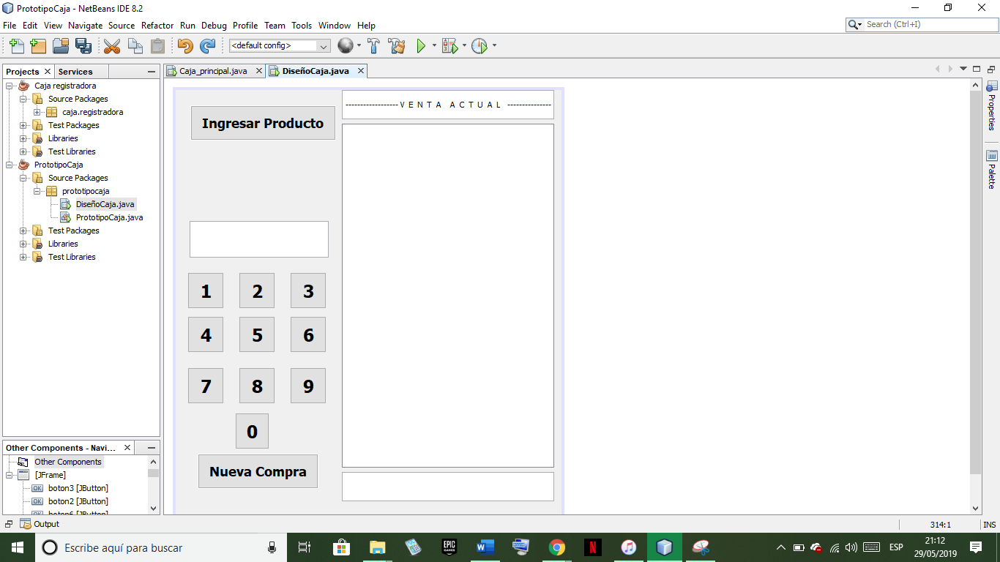 PrototipoCaja - NetBeans IDE 8.2
File Edit View Navigate Source Refactor Run Debug Profile Team Tools Window Help
Search (Ctrl+I)
<default config>
Projects
Services
Caja registradora
Source Packages
caja.registradora
Test Packages
Libraries
Test Libraries
PrototipoCaja
Source Packages
prototipocaja
DiseñoCaja.java
PrototipoCaja.java
Test Packages
Libraries
Test Libraries
Other Components - Navi...
Other Components
[JFrame]
boton3 [JButton]
boton2 [JButton]
boton6 [JButton]
Caja_principal.java
DiseñoCaja.java
Ingresar Producto
------------------V E N T A A C T U A L ---------------
1 2 3
4 5 6
7 8 9
0
Nueva Compra
Properties
Palette
Output
314:1
INS
Escribe aquí para buscar
EPIC GAMES
ESP
21:12
29/05/2019